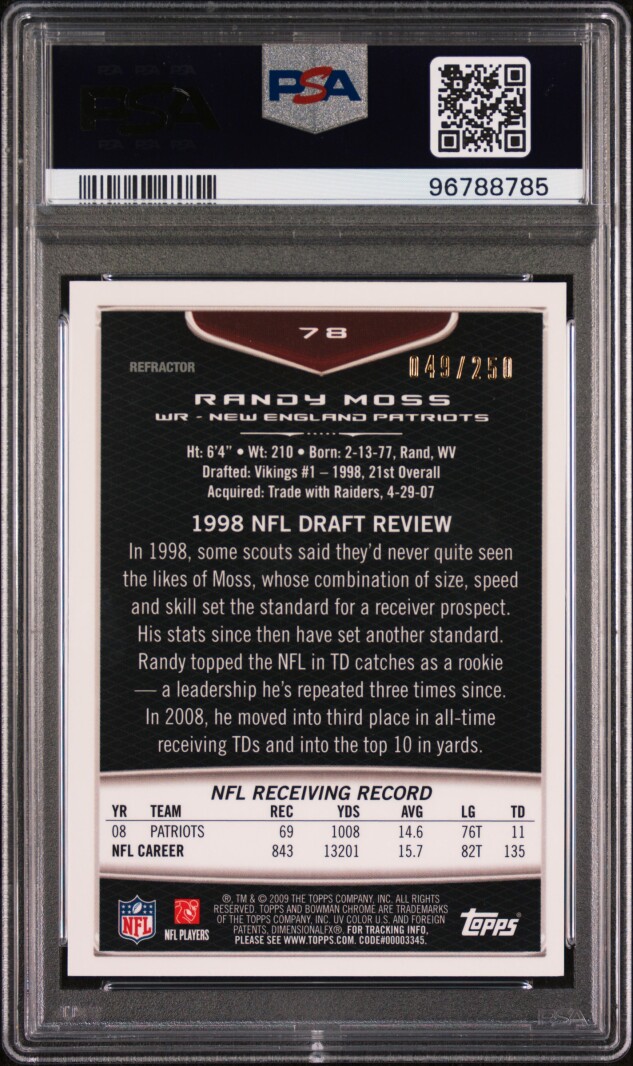 PSA
PSA
96788785
78
REFRACTOR
049/250
RANDY MOSS
WR - NEW ENGLAND PATRIOTS
Ht: 6'4" • Wt: 210 • Born: 2-13-77, Rand, WV
Drafted: Vikings #1 – 1998, 21st Overall
Acquired: Trade with Raiders, 4-29-07
1998 NFL DRAFT REVIEW
In 1998, some scouts said they'd never quite seen
the likes of Moss, whose combination of size, speed
and skill set the standard for a receiver prospect.
His stats since then have set another standard.
Randy topped the NFL in TD catches as a rookie
— a leadership he's repeated three times since.
In 2008, he moved into third place in all-time
receiving TDs and into the top 10 in yards.
NFL RECEIVING RECORD
YR TEAM REC YDS AVG LG TD
08 PATRIOTS 69 1008 14.6 76T 11
NFL CAREER 843 13201 15.7 82T 135
®, TM & © 2009 THE TOPPS COMPANY, INC. ALL RIGHTS
RESERVED. TOPPS AND BOWMAN CHROME ARE TRADEMARKS
OF THE TOPPS COMPANY, INC. UV COLOR U.S. AND FOREIGN
PATENTS, DIMENSIONALFX®. FOR TRACKING INFO,
PLEASE SEE WWW.TOPPS.COM. CODE#00003345.
NFL
NFL PLAYERS
Topps®
PSA